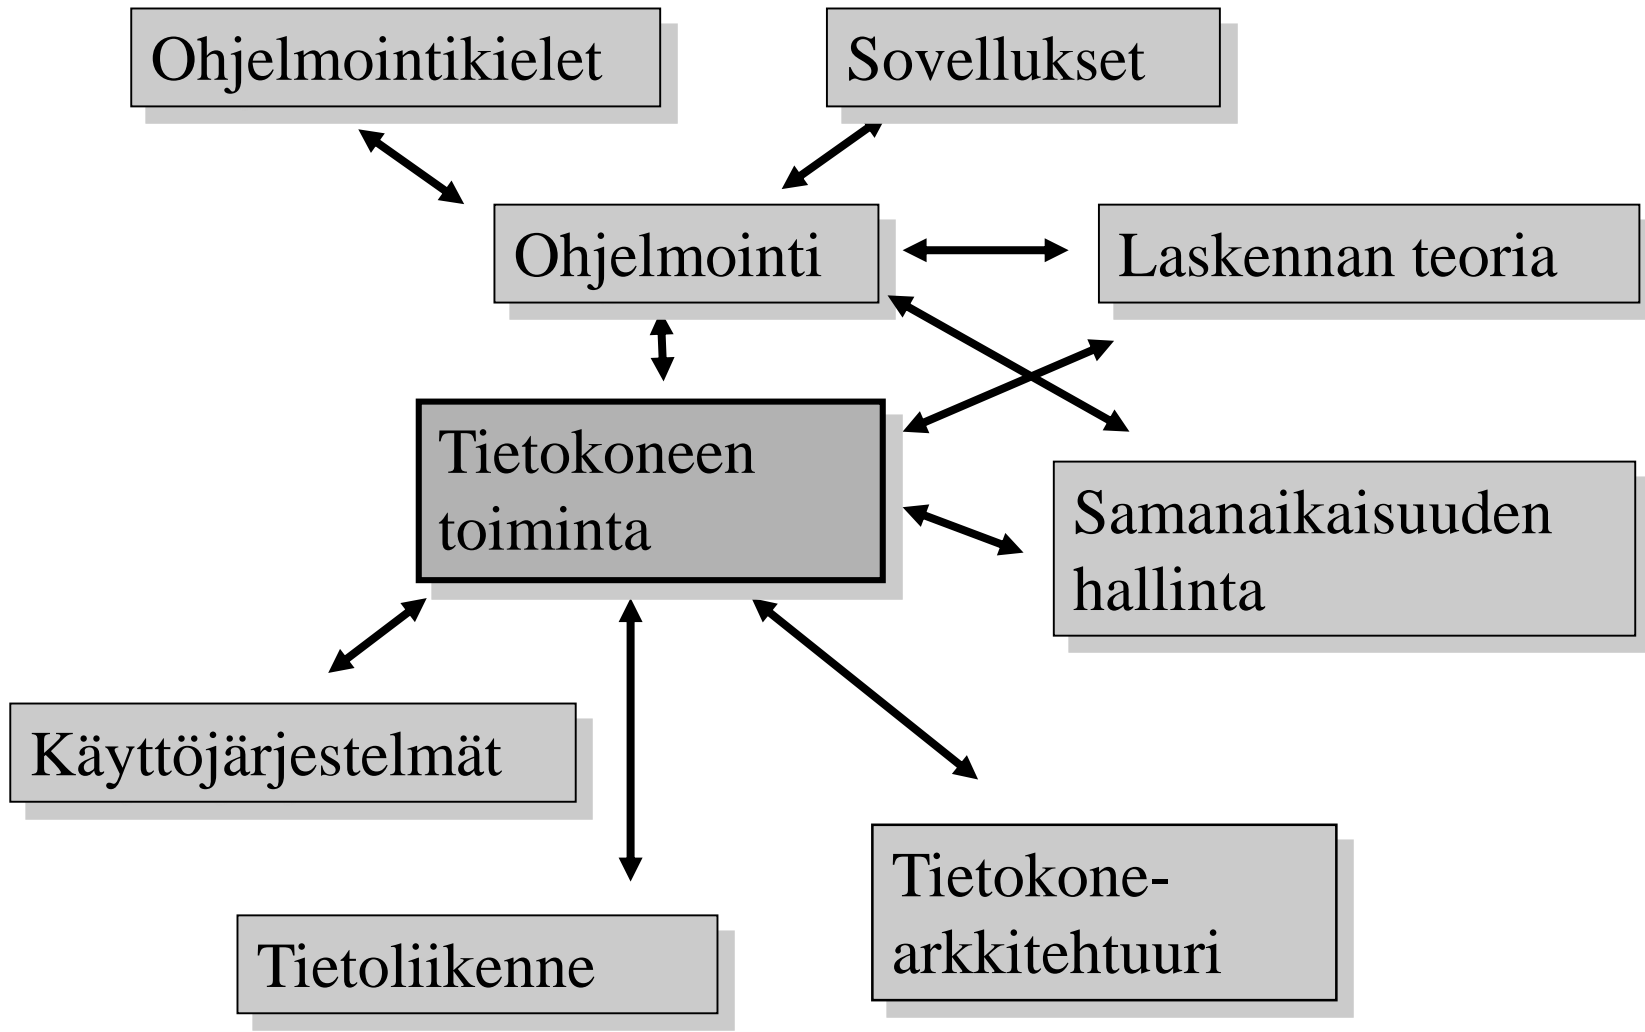 Ohjelmointikielet
Sovellukset
Ohjelmointi
Laskennan teoria
Tietokoneen
toiminta
Samanaikaisuuden
hallinta
Käyttöjärjestelmät
Tietokone-
arkkitehtuuri
Tietoliikenne